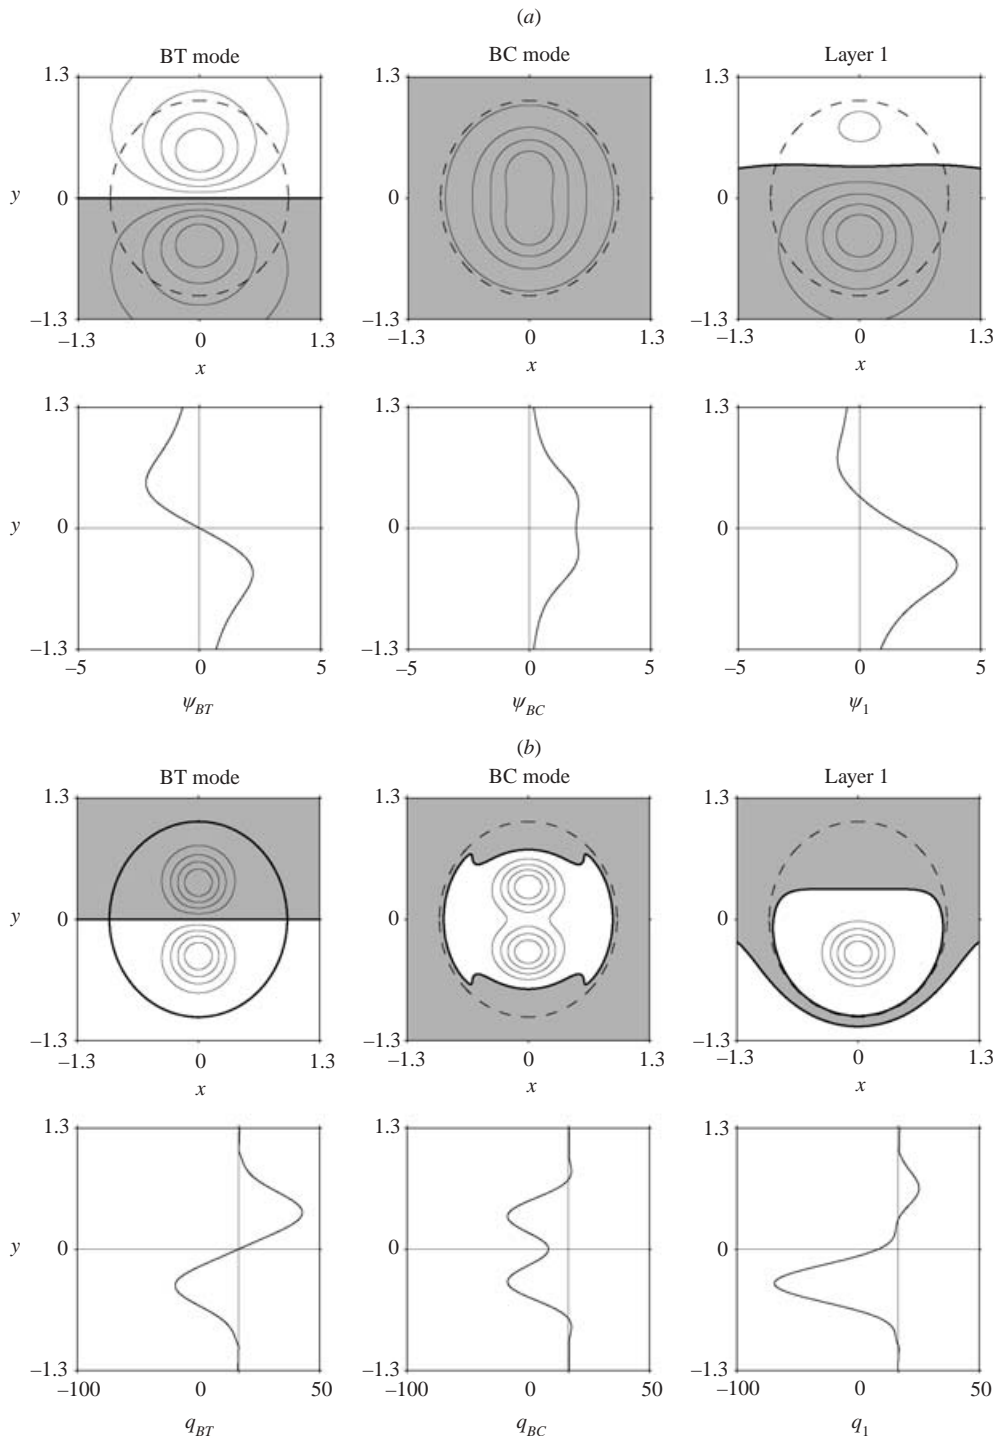 (a)
BT mode BC mode Layer 1
1.3 1.3 1.3
y 0 0 0
–1.3 –1.3 –1.3
–1.3 0 1.3 –1.3 0 1.3 –1.3 0 1.3
x x x
1.3 1.3 1.3
y 0 0 0
–1.3 –1.3 –1.3
–5 0 5 –5 0 5 –5 0 5
ψBT ψBC ψ1
(b)
BT mode BC mode Layer 1
1.3 1.3 1.3
y 0 0 0
–1.3 –1.3 –1.3
–1.3 0 1.3 –1.3 0 1.3 –1.3 0 1.3
x x x
1.3 1.3 1.3
y 0 0 0
–1.3 –1.3 –1.3
–100 0 50 –100 0 50 –100 0 50
qBT qBC q1